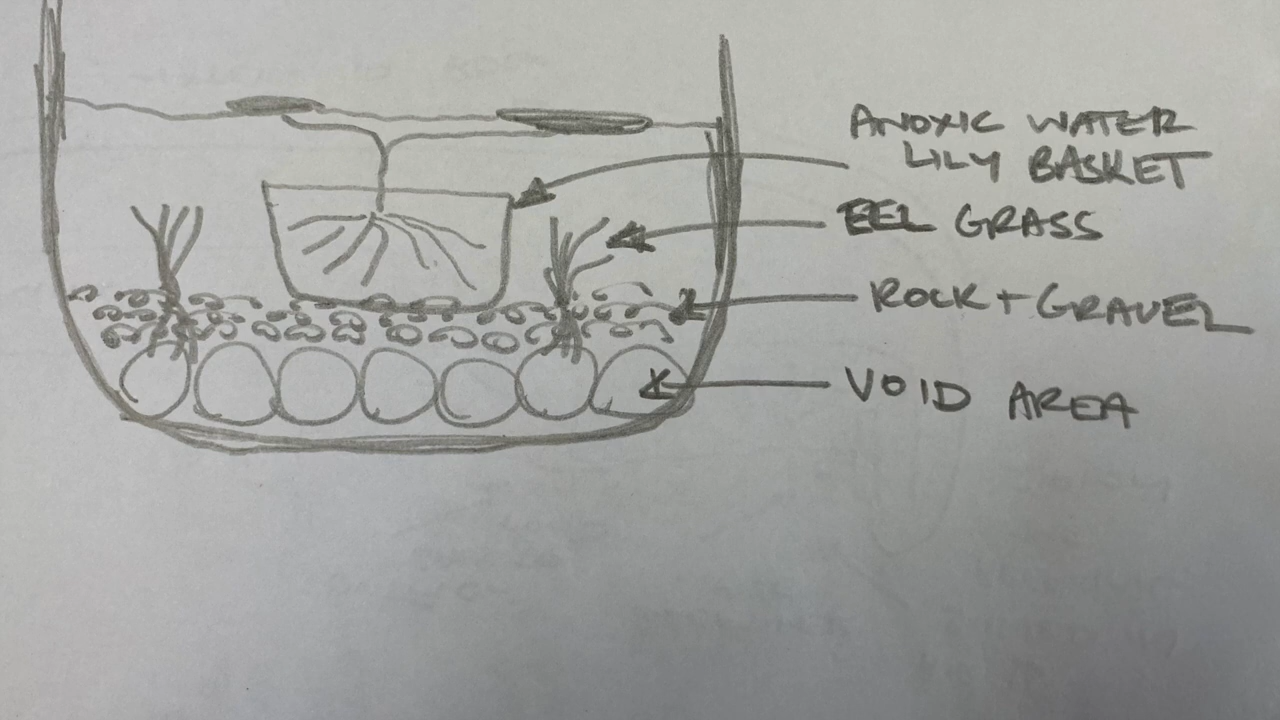 ANOXIC WATER
LILY BASKET
EEL GRASS
ROCK + GRAVEL
VOID AREA